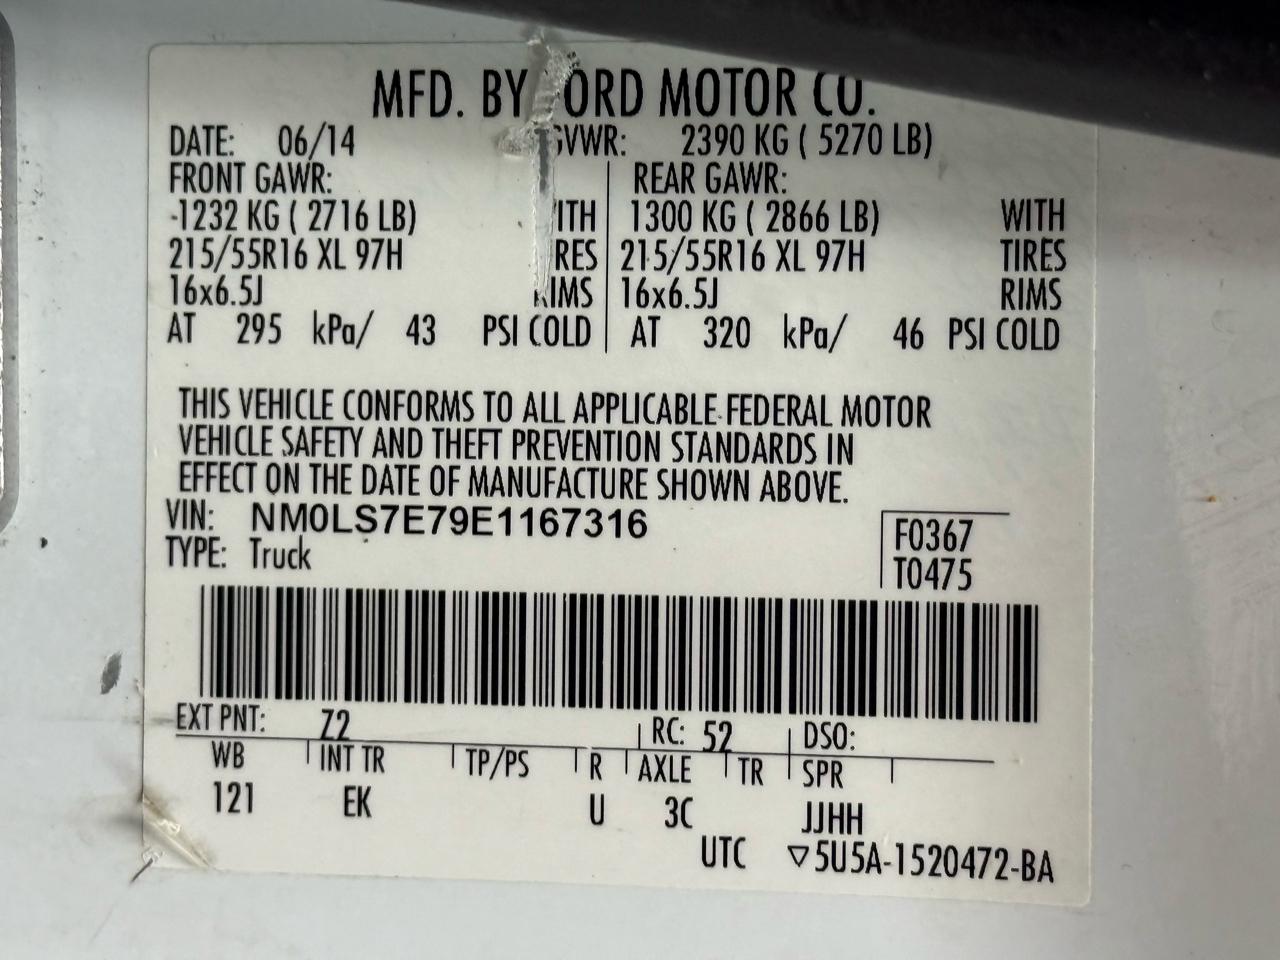 MFD. BY FORD MOTOR CO.
DATE: 06/14 GVWR: 2390 KG ( 5270 LB)
FRONT GAWR: REAR GAWR:
-1232 KG ( 2716 LB) WITH 1300 KG ( 2866 LB) WITH
215/55R16 XL 97H TIRES 215/55R16 XL 97H TIRES
16x6.5J RIMS 16x6.5J RIMS
AT 295 kPa/ 43 PSI COLD AT 320 kPa/ 46 PSI COLD
THIS VEHICLE CONFORMS TO ALL APPLICABLE FEDERAL MOTOR
VEHICLE SAFETY AND THEFT PREVENTION STANDARDS IN
EFFECT ON THE DATE OF MANUFACTURE SHOWN ABOVE.
VIN: NM0LS7E79E1167316 F0367
TYPE: Truck T0475
EXT PNT: Z2 RC: 52 DSO:
WB INT TR TP/PS R AXLE TR SPR
121 EK U 3C JJHH
UTC ▽5U5A-1520472-BA